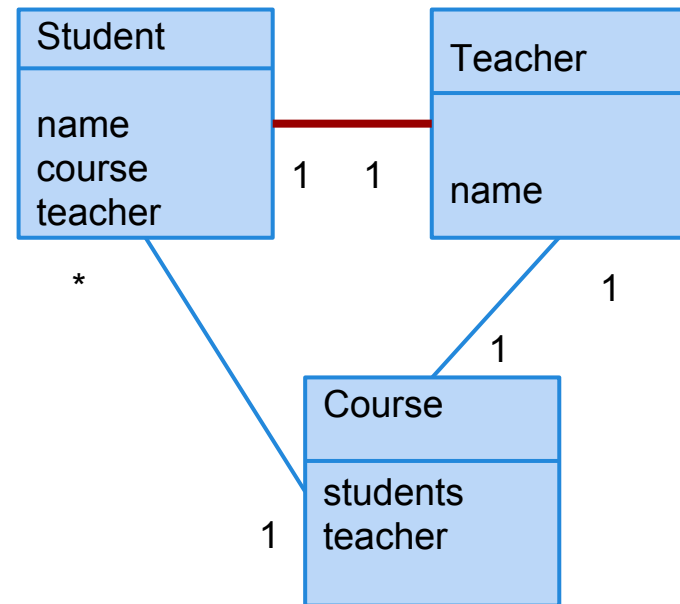 Student
name
course
teacher
Teacher
name
1 1
*
1
1
Course
students
teacher
1